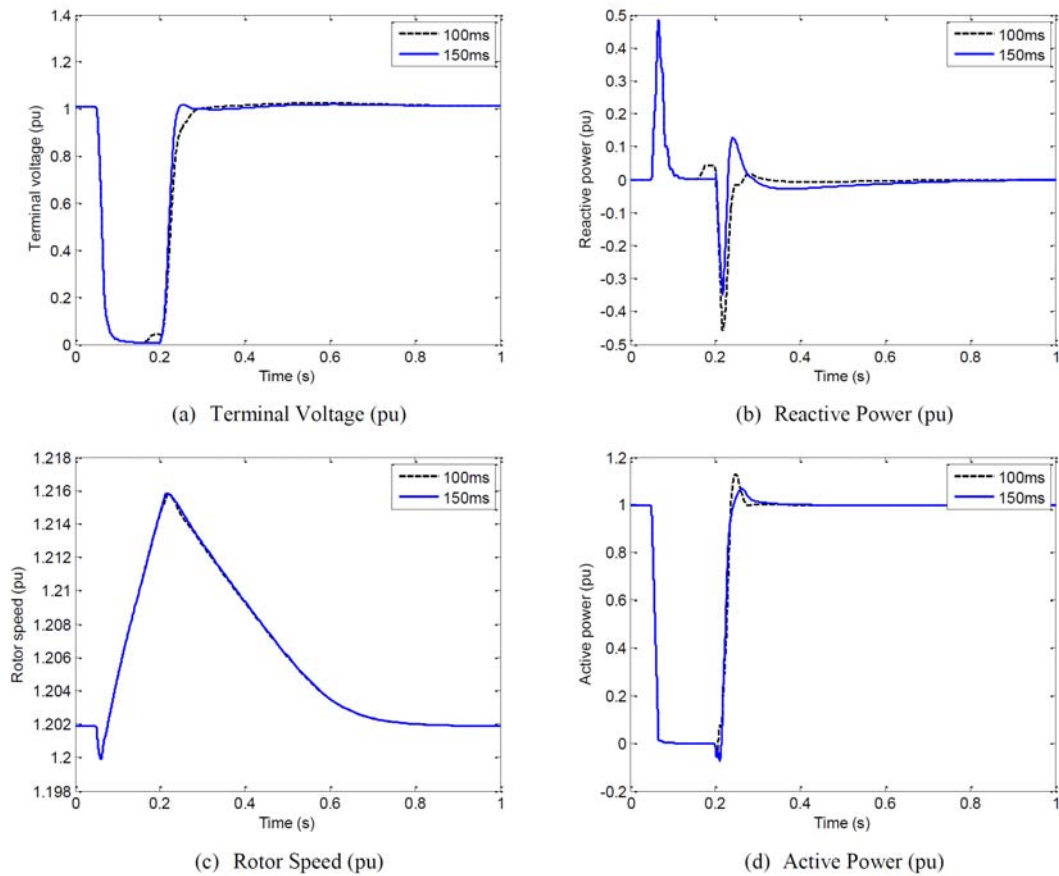 1.4
1.2
1
0.8
0.6
0.4
0.2
0
Terminal voltage (pu)
100ms
150ms
0 0.2 0.4 0.6 0.8 1
Time (s)
(a) Terminal Voltage (pu)
0.5
0.4
0.3
0.2
0.1
0
-0.1
-0.2
-0.3
-0.4
-0.5
Reactive power (pu)
100ms
150ms
0 0.2 0.4 0.6 0.8 1
Time (s)
(b) Reactive Power (pu)
1.218
1.216
1.214
1.212
1.21
1.208
1.206
1.204
1.202
1.2
1.198
Rotor speed (pu)
100ms
150ms
0 0.2 0.4 0.6 0.8 1
Time (s)
(c) Rotor Speed (pu)
1.2
1
0.8
0.6
0.4
0.2
0
-0.2
Active power (pu)
100ms
150ms
0 0.2 0.4 0.6 0.8 1
Time (s)
(d) Active Power (pu)